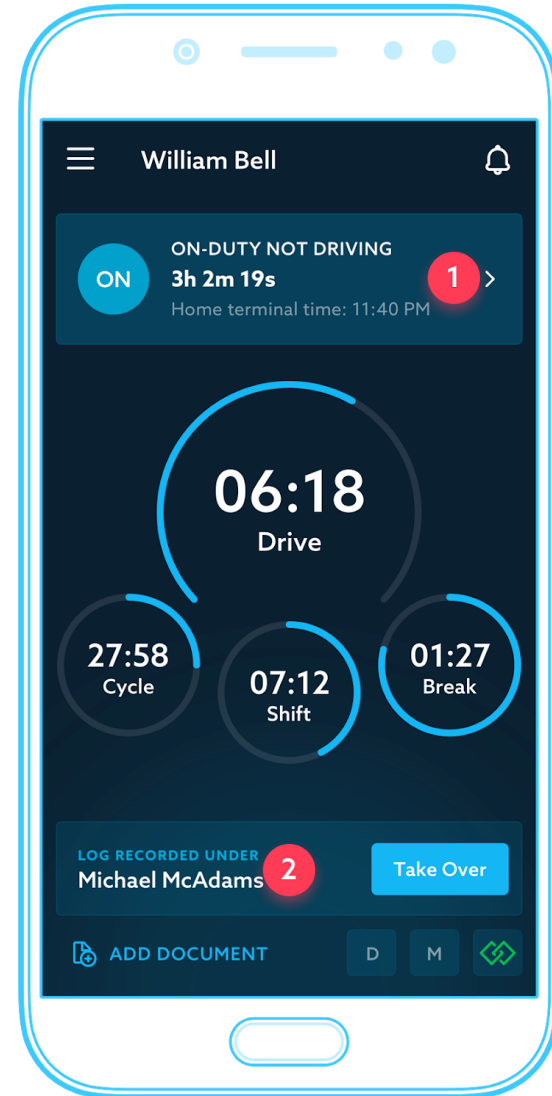 William Bell
ON-DUTY NOT DRIVING
ON
3h 2m 19s
1
Home terminal time: 11:40 PM
06:18
Drive
27:58
Cycle
07:12
Shift
01:27
Break
LOG RECORDED UNDER
Michael McAdams
2
Take Over
ADD DOCUMENT
D
M